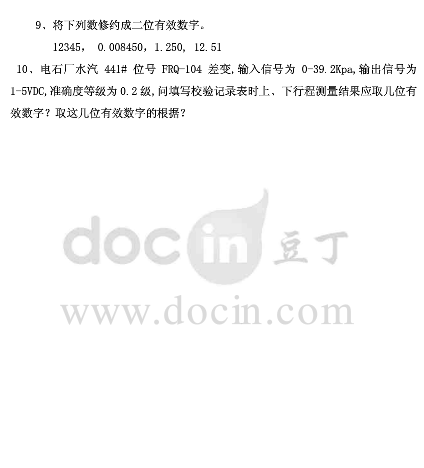 9、将下列数修约成二位有效数字。
12345， 0.008450，1.250, 12.51
10、电石厂水汽 441# 位号 FRQ-104 差变,输入信号为 0-39.2Kpa,输出信号为
1-5VDC,准确度等级为 0.2 级,问填写校验记录表时上、下行程测量结果应取几位有
效数字？取这几位有效数字的根据？
docin 豆丁
www.docin.com